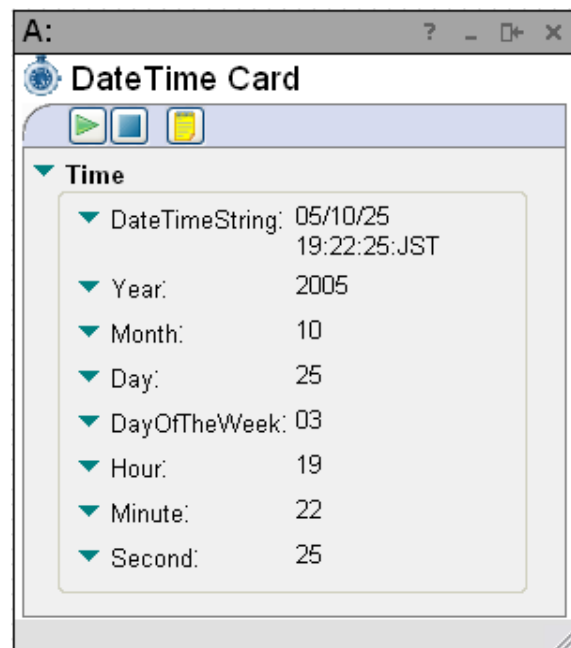 A:
DateTime Card
Time
DateTimeString: 05/10/25
19:22:25:JST
Year: 2005
Month: 10
Day: 25
DayOfTheWeek: 03
Hour: 19
Minute: 22
Second: 25